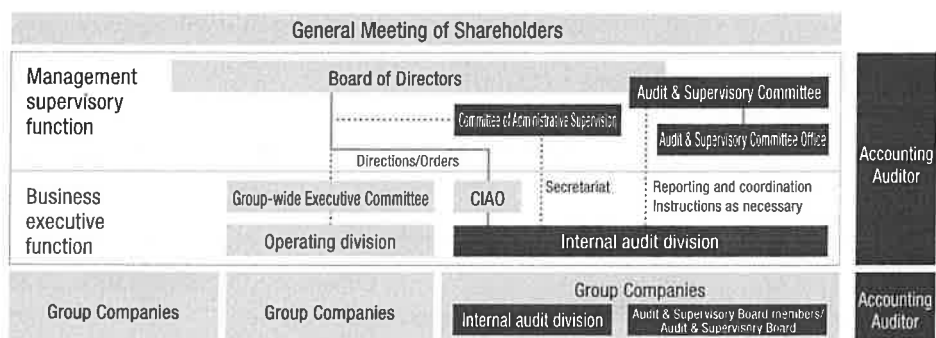 General Meeting of Shareholders
Management
supervisory
function
Board of Directors
Audit & Supervisory Committee
Committee of Administrative Supervision
Audit & Supervisory Committee Office
Directions/Orders
Accounting
Auditor
Business
executive
function
Group-wide Executive Committee
CIAO
Secretariat
Reporting and coordination
Instructions as necessary
Operating division
Internal audit division
Group Companies
Group Companies
Group Companies
Internal audit division
Audit & Supervisory Board members/
Audit & Supervisory Board
Accounting
Auditor